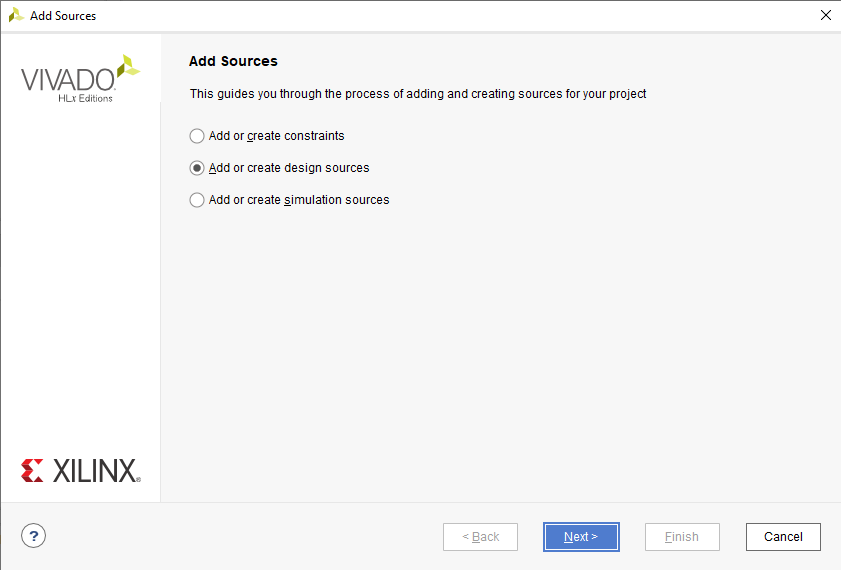 Add Sources
VIVADO.
HLx Editions
Add Sources
This guides you through the process of adding and creating sources for your project
Add or create constraints
Add or create design sources
Add or create simulation sources
XILINX®
?
< Back
Next >
Finish
Cancel